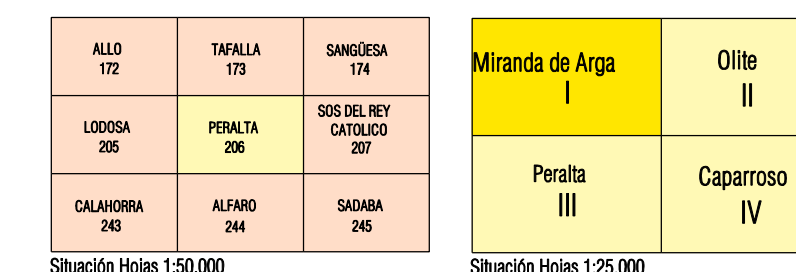 ALLO
172
TAFALLA
173
SANGÜESA
174
LODOSA
205
PERALTA
206
SOS DEL REY
CATOLICO
207
CALAHORRA
243
ALFARO
244
SADABA
245
Situación Hojas 1:50.000
Miranda de Arga
I
Olite
II
Peralta
III
Caparroso
IV
Situación Hojas 1:25.000